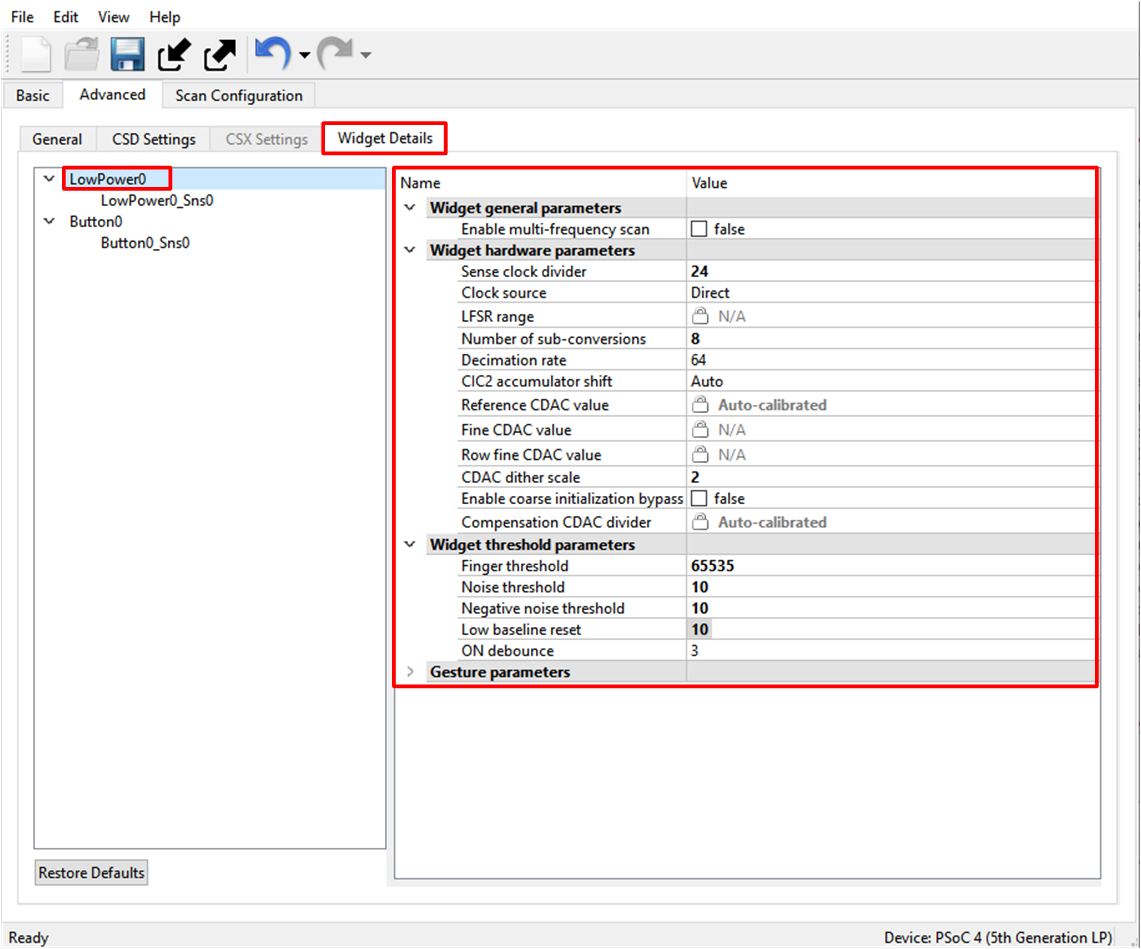 File Edit View Help
Basic Advanced Scan Configuration
General CSD Settings CSX Settings Widget Details
LowPower0
LowPower0_Sns0
Button0
Button0_Sns0
Name Value
Widget general parameters
Enable multi-frequency scan false
Widget hardware parameters
Sense clock divider 24
Clock source Direct
LFSR range N/A
Number of sub-conversions 8
Decimation rate 64
CIC2 accumulator shift Auto
Reference CDAC value Auto-calibrated
Fine CDAC value N/A
Row fine CDAC value N/A
CDAC dither scale 2
Enable coarse initialization bypass false
Compensation CDAC divider Auto-calibrated
Widget threshold parameters
Finger threshold 65535
Noise threshold 10
Negative noise threshold 10
Low baseline reset 10
ON debounce 3
Gesture parameters
Restore Defaults
Ready Device: PSoC 4 (5th Generation LP)